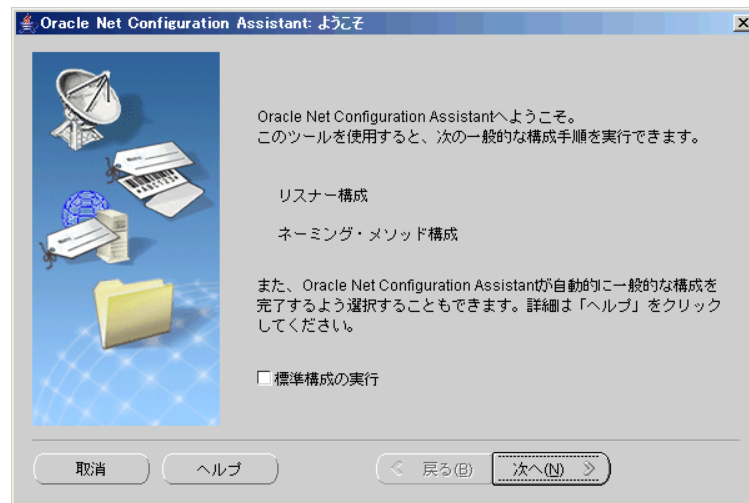 Oracle Net Configuration Assistant: ようこそ
Oracle Net Configuration Assistantへようこそ。
このツールを使用すると、次の一般的な構成手順を実行できます。
リスナー構成
ネーミング・メソッド構成
また、Oracle Net Configuration Assistantが自動的に一般的な構成を
完了するよう選択することもできます。詳細は「ヘルプ」をクリック
してください。
標準構成の実行
取消
ヘルプ
戻る(B)
次へ(N)